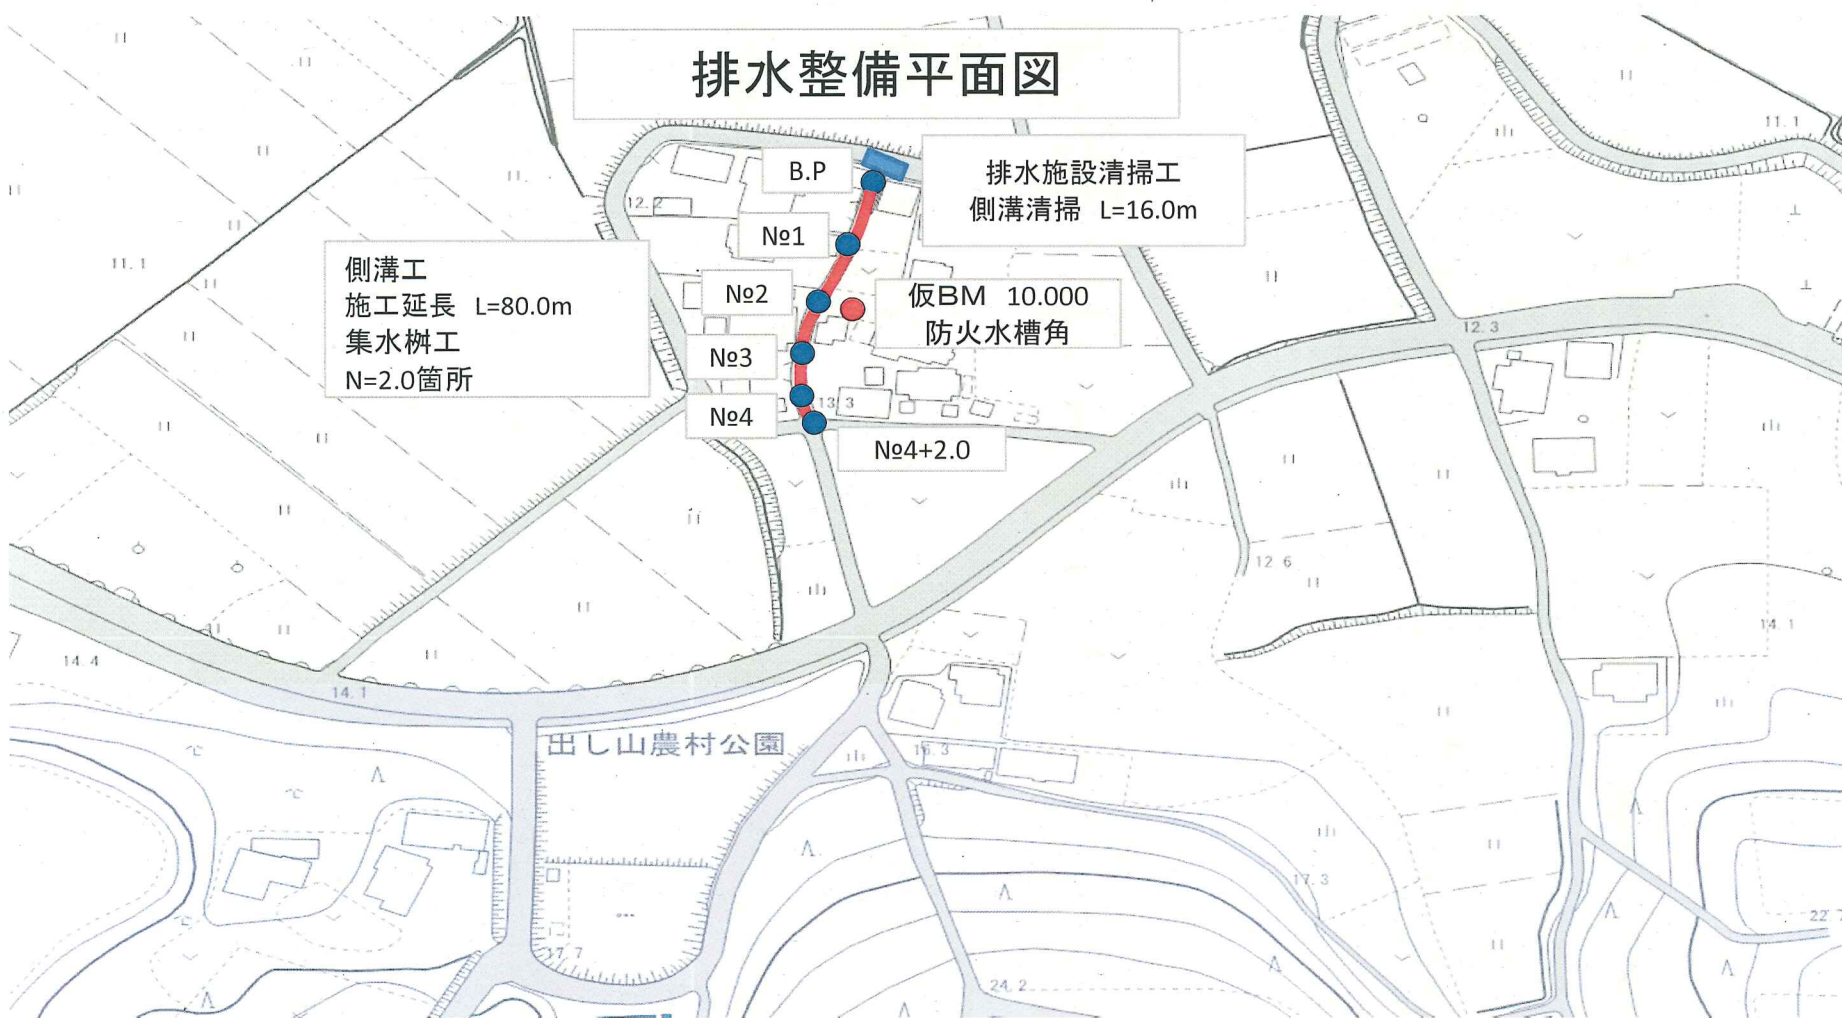 排水整備平面図
B.P
排水施設清掃工
側溝清掃 L=16.0m
11.1
12.2
№1
側溝工
施工延長 L=80.0m
集水桝工
N=2.0箇所
11.1
№2
仮BM 10.000
防火水槽角
12.3
№3
13.3
№4
№4+2.0
12.6
14.1
14.4
14.1
出し山農村公園
16.3
17.3
22
17.7
24.2